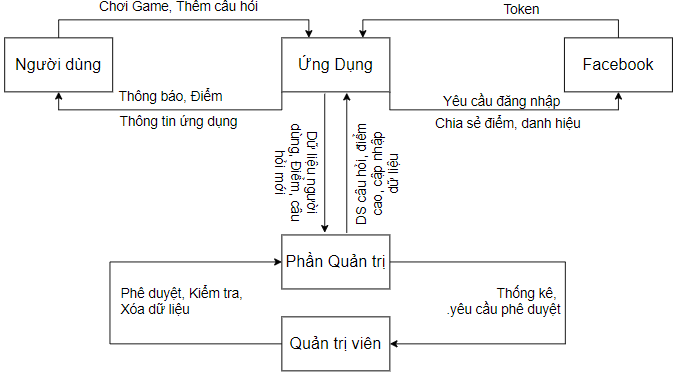 Chơi Game, Thêm câu hỏi
Token
Người dùng
Ứng Dụng
Facebook
Thông báo, Điểm
Thông tin ứng dụng
Yêu cầu đăng nhập
Chia sẻ điểm, danh hiệu
Dữ liệu người
dùng, Điểm, câu
hỏi mới
DS câu hỏi, điểm
cao, cập nhập
dữ liệu
Phần Quản trị
Phê duyệt, Kiểm tra,
Xóa dữ liệu
Thống kê,
.yêu cầu phê duyệt
Quản trị viên